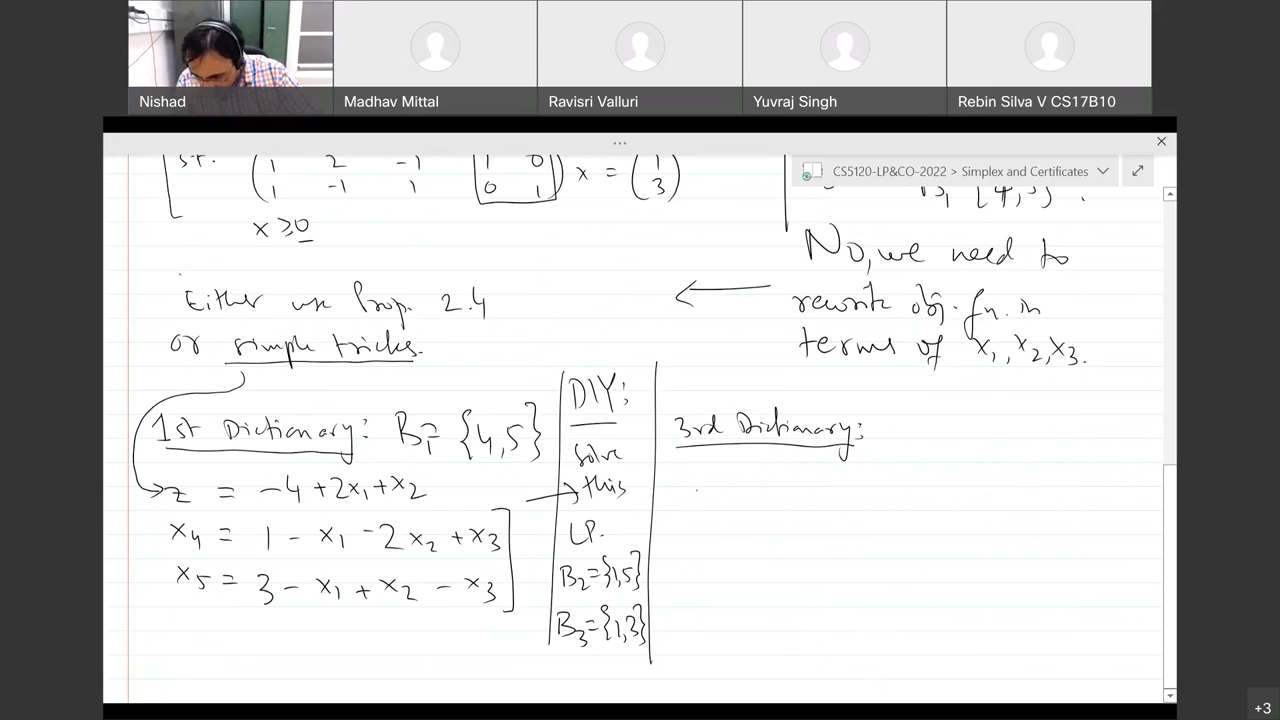 Nishad
Madhav Mittal
Ravisri Valluri
Yuvraj Singh
Rebin Silva V CS17B10
CS5120-LP&CO-2022 > Simplex and Certificates
s.t. ( 1 2 -1 1 0 ) x = ( 1 )
( 1 -1 1 0 1 ) ( 3 )
x ≥ 0
No, we need to
rewrite obj. fn. in
terms of x₁, x₂, x₃.
Either use Prop. 2.4
or simple tricks.
1st Dictionary: B₁ = {4,5}
z = -4 + 2x₁ + x₂
x₄ = 1 - x₁ - 2x₂ + x₃
x₅ = 3 - x₁ + x₂ - x₃
DIY:
solve
this
LP.
B₂={1,5}
B₃={1,3}
3rd Dictionary:
+3